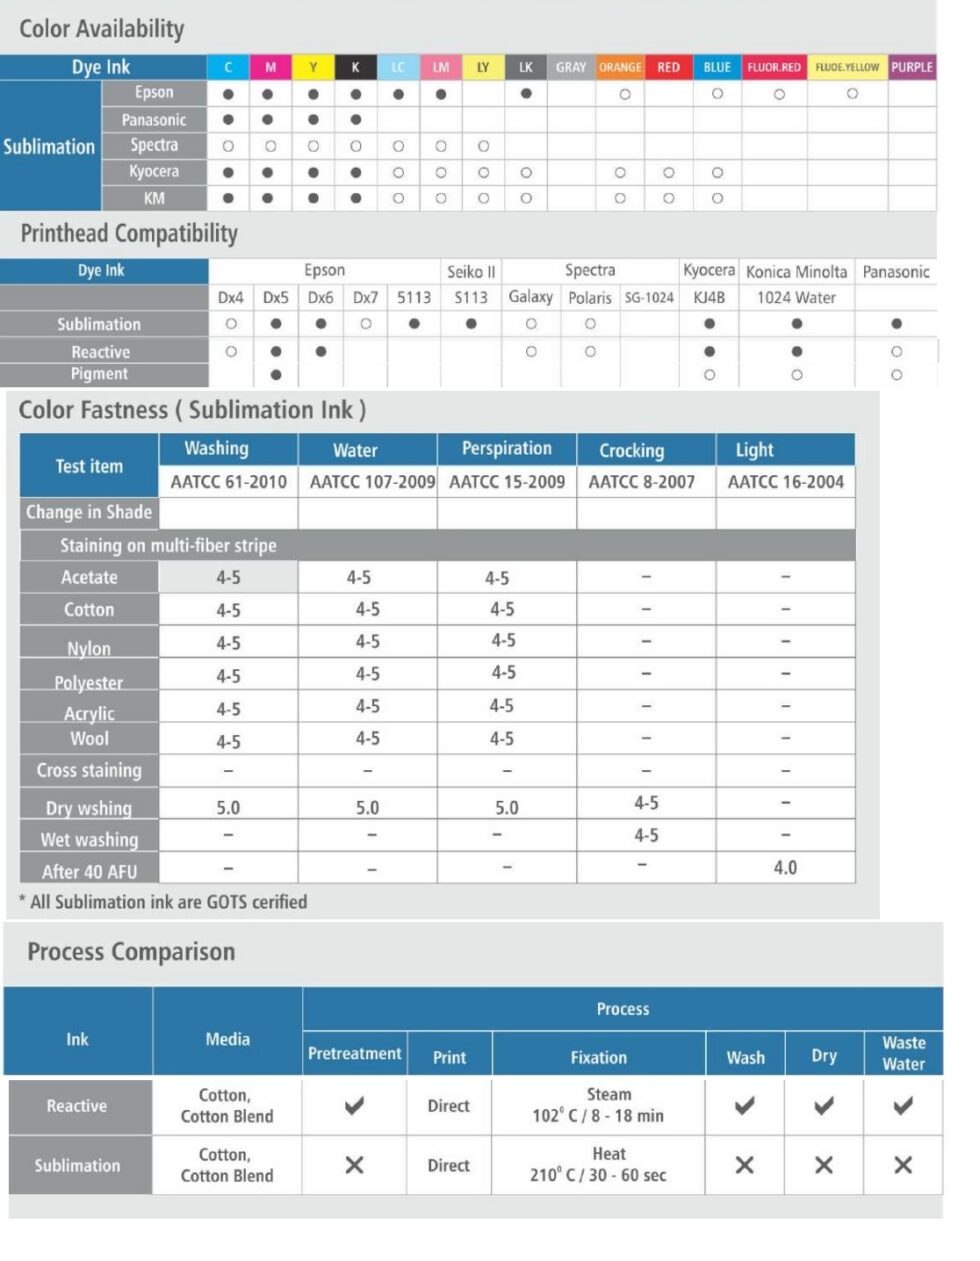 Color Availability
Dye Ink C M Y K LC LM LY LK GRAY ORANGE RED BLUE FLUOR.RED FLUOE.YELLOW PURPLE
Sublimation
Epson ● ● ● ● ● ● ● ○ ○ ○ ○
Panasonic ● ● ● ●
Spectra ○ ○ ○ ○ ○ ○ ○
Kyocera ● ● ● ● ○ ○ ○ ○ ○ ○ ○
KM ● ● ● ● ○ ○ ○ ○ ○ ○ ○
Printhead Compatibility
Dye Ink Epson Seiko II Spectra Kyocera Konica Minolta Panasonic
Dx4 Dx5 Dx6 Dx7 5113 S113 Galaxy Polaris SG-1024 KJ4B 1024 Water
Sublimation ○ ● ● ○ ● ● ○ ○ ● ● ●
Reactive ○ ● ● ○ ○ ● ● ○
Pigment ● ○ ○ ○
Color Fastness ( Sublimation Ink )
Test item Washing Water Perspiration Crocking Light
AATCC 61-2010 AATCC 107-2009 AATCC 15-2009 AATCC 8-2007 AATCC 16-2004
Change in Shade
Staining on multi-fiber stripe
Acetate 4-5 4-5 4-5 – –
Cotton 4-5 4-5 4-5 – –
Nylon 4-5 4-5 4-5 – –
Polyester 4-5 4-5 4-5 – –
Acrylic 4-5 4-5 4-5 – –
Wool 4-5 4-5 4-5 – –
Cross staining – – – – –
Dry wshing 5.0 5.0 5.0 4-5 –
Wet washing – – – 4-5 –
After 40 AFU – – – – 4.0
* All Sublimation ink are GOTS cerified
Process Comparison
Ink Media Process
Pretreatment Print Fixation Wash Dry Waste Water
Reactive Cotton, Cotton Blend ✔ Direct Steam 102⁰ C / 8 - 18 min ✔ ✔ ✔
Sublimation Cotton, Cotton Blend ✕ Direct Heat 210⁰ C / 30 - 60 sec ✕ ✕ ✕